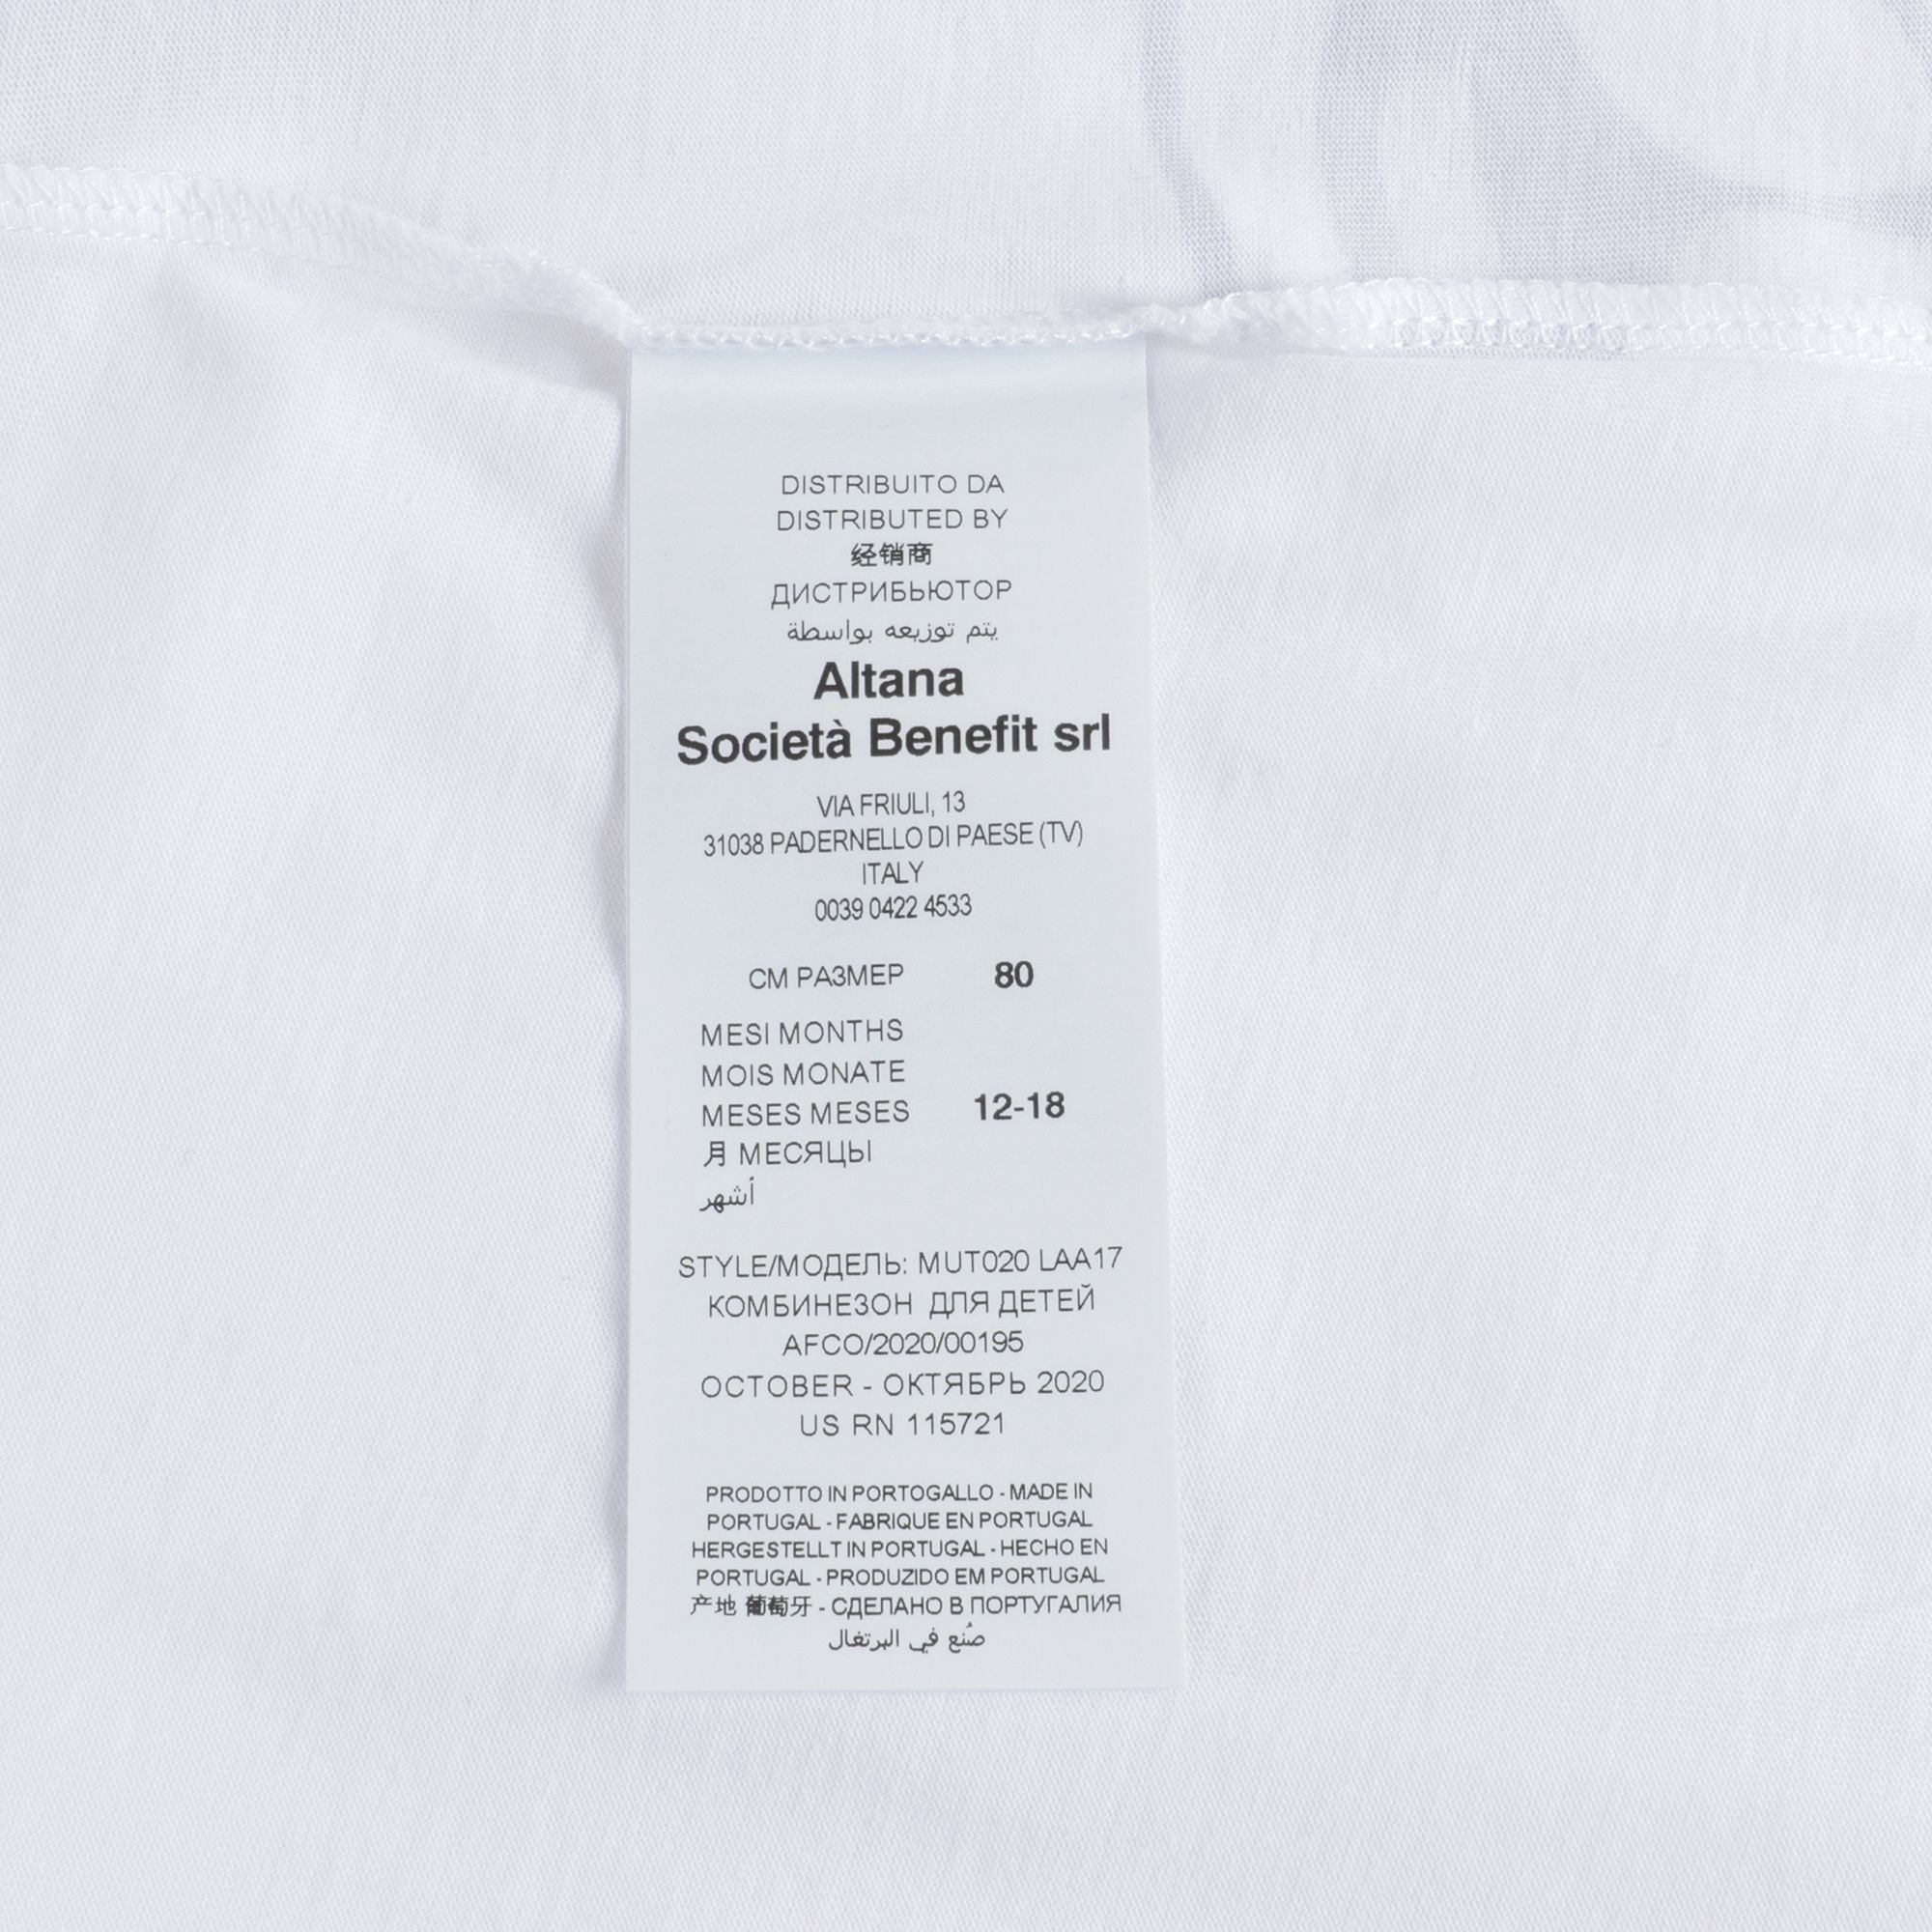 DISTRIBUITO DA
DISTRIBUTED BY
经销商
ДИСТРИБЬЮТОР
يتم توزيعه بواسطة
Altana
Società Benefit srl
VIA FRIULI, 13
31038 PADERNELLO DI PAESE (TV)
ITALY
0039 0422 4533
СМ РАЗМЕР 80
MESI MONTHS
MOIS MONATE
MESES MESES 12-18
月 МЕСЯЦЫ
أشهر
STYLE/МОДЕЛЬ: MUT020 LAA17
КОМБИНЕЗОН ДЛЯ ДЕТЕЙ
AFCO/2020/00195
OCTOBER - ОКТЯБРЬ 2020
US RN 115721
PRODOTTO IN PORTOGALLO - MADE IN
PORTUGAL - FABRIQUE EN PORTUGAL
HERGESTELLT IN PORTUGAL - HECHO EN
PORTUGAL - PRODUZIDO EM PORTUGAL
产地 葡萄牙 - СДЕЛАНО В ПОРТУГАЛИЯ
صُنع في البرتغال